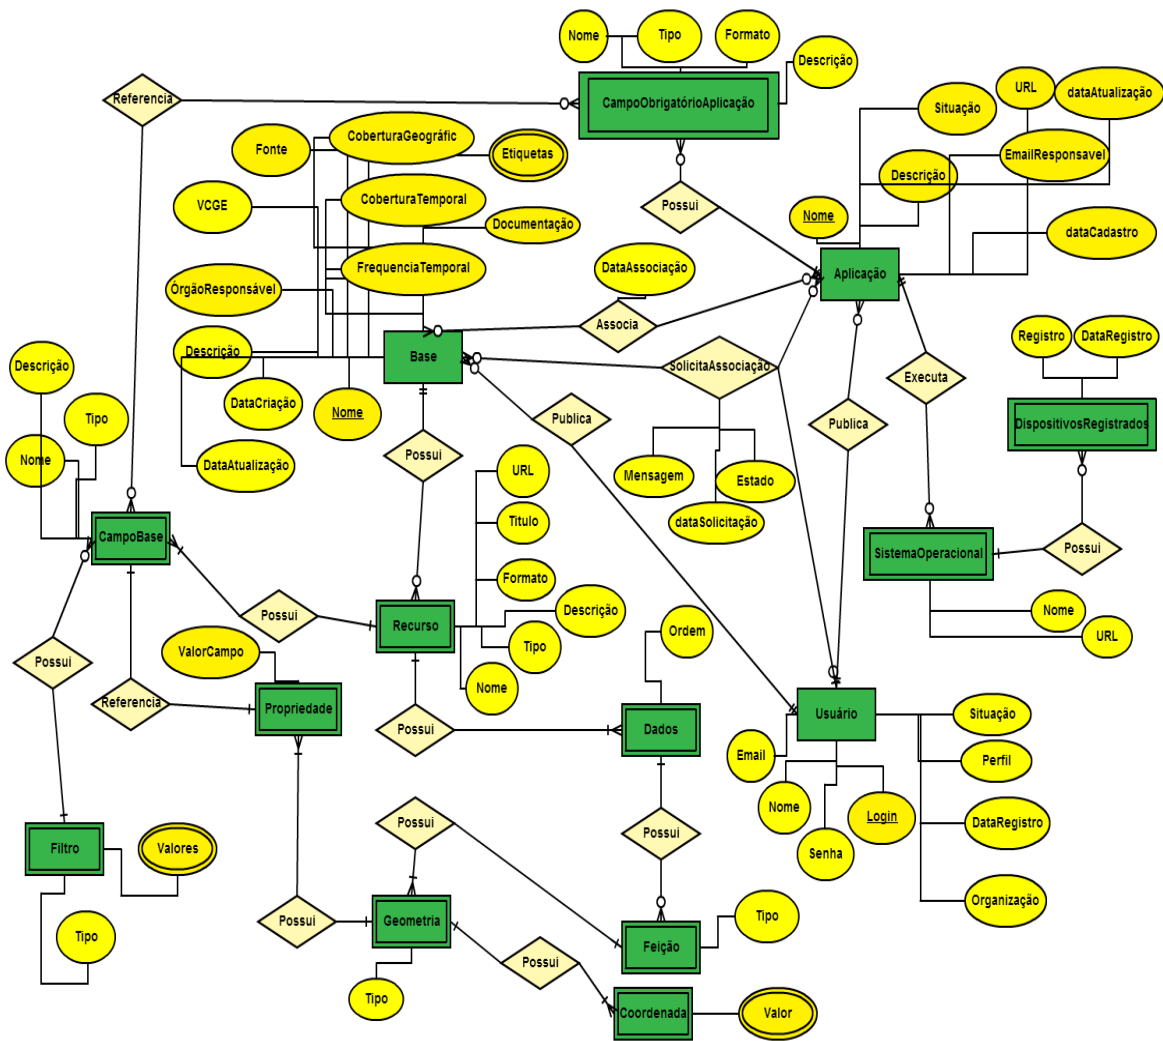 Nome
Tipo
Formato
Descrição
Referencia
CampoObrigatórioAplicação
Situação
URL
dataAtualização
Fonte
CoberturaGeográfic
Etiquetas
EmailResponsavel
Descrição
VCGE
CoberturaTemporal
Possui
Nome
Documentação
dataCadastro
FrequenciaTemporal
DataAssociação
Aplicação
ÓrgãoResponsável
Associa
Registro
DataRegistro
Descrição
Base
SolicitaAssociação
Executa
Descrição
DataCriação
Nome
Tipo
Publica
Publica
DispositivosRegistrados
Nome
DataAtualização
Possui
URL
Mensagem
Estado
Titulo
dataSolicitação
CampoBase
SistemaOperacional
Possui
Formato
Possui
Recurso
Descrição
Nome
Ordem
Tipo
URL
Possui
ValorCampo
Nome
Referencia
Propriedade
Possui
Dados
Usuário
Situação
Email
Perfil
Nome
Login
DataRegistro
Possui
Possui
Filtro
Valores
Senha
Organização
Tipo
Possui
Geometria
Feição
Tipo
Possui
Tipo
Coordenada
Valor